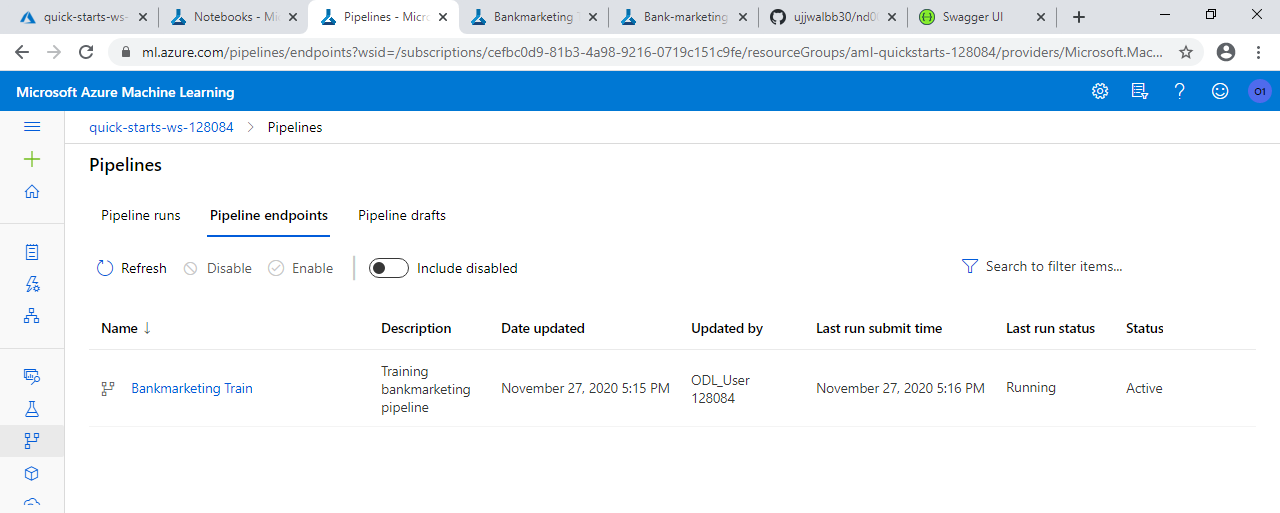 quick-starts-ws-
Notebooks - Mi
Pipelines - Micro
Bankmarketing T
Bank-marketing
ujjwalbb30/nd00
Swagger UI
ml.azure.com/pipelines/endpoints?wsid=/subscriptions/cefbc0d9-81b3-4a98-9216-0719c151c9fe/resourceGroups/aml-quickstarts-128084/providers/Microsoft.Mac...
Microsoft Azure Machine Learning
O1
quick-starts-ws-128084 > Pipelines
Pipelines
Pipeline runs Pipeline endpoints Pipeline drafts
Refresh Disable Enable Include disabled Search to filter items...
Name ↓ Description Date updated Updated by Last run submit time Last run status Status
Bankmarketing Train
Training
bankmarketing
pipeline
November 27, 2020 5:15 PM
ODL_User
128084
November 27, 2020 5:16 PM
Running
Active